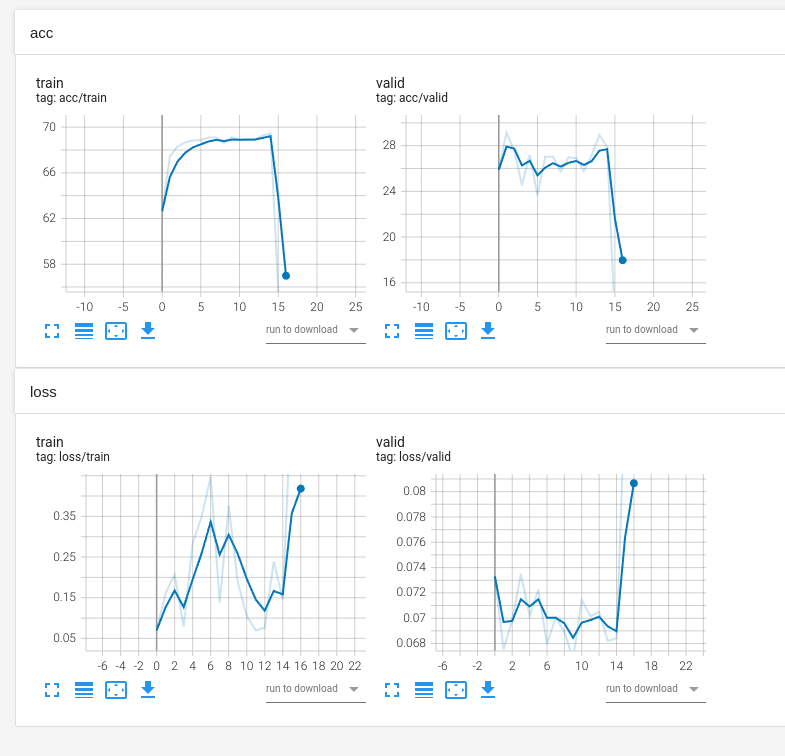 acc
train
tag: acc/train
valid
tag: acc/valid
70
66
62
58
-10 -5 0 5 10 15 20 25
28
24
20
16
-10 -5 0 5 10 15 20 25
run to download
run to download
loss
train
tag: loss/train
valid
tag: loss/valid
0.35
0.25
0.15
0.05
-6 -4 -2 0 2 4 6 8 10 12 14 16 18 20 22
0.08
0.078
0.076
0.074
0.072
0.07
0.068
-6 -2 2 6 10 14 18 22
run to download
run to download